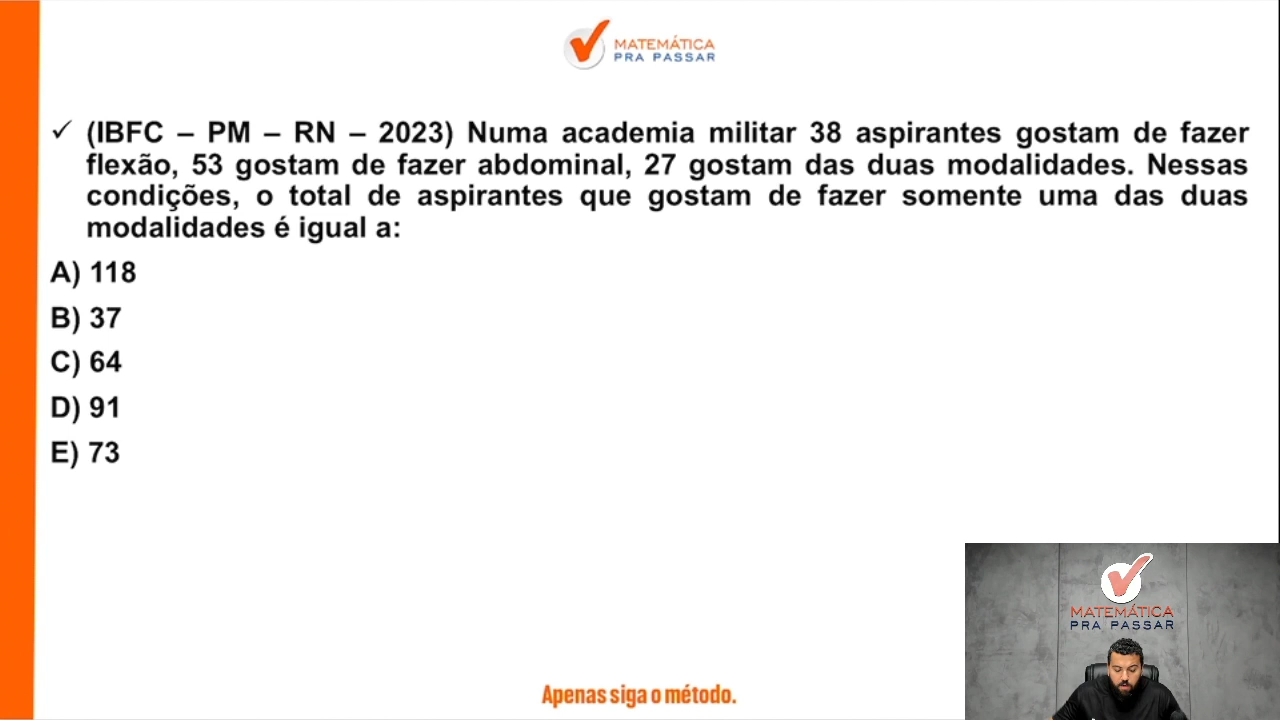 MATEMÁTICA
PRA PASSAR
✓ (IBFC – PM – RN – 2023) Numa academia militar 38 aspirantes gostam de fazer
flexão, 53 gostam de fazer abdominal, 27 gostam das duas modalidades. Nessas
condições, o total de aspirantes que gostam de fazer somente uma das duas
modalidades é igual a:
A) 118
B) 37
C) 64
D) 91
E) 73
MATEMÁTICA
PRA PASSAR
Apenas siga o método.